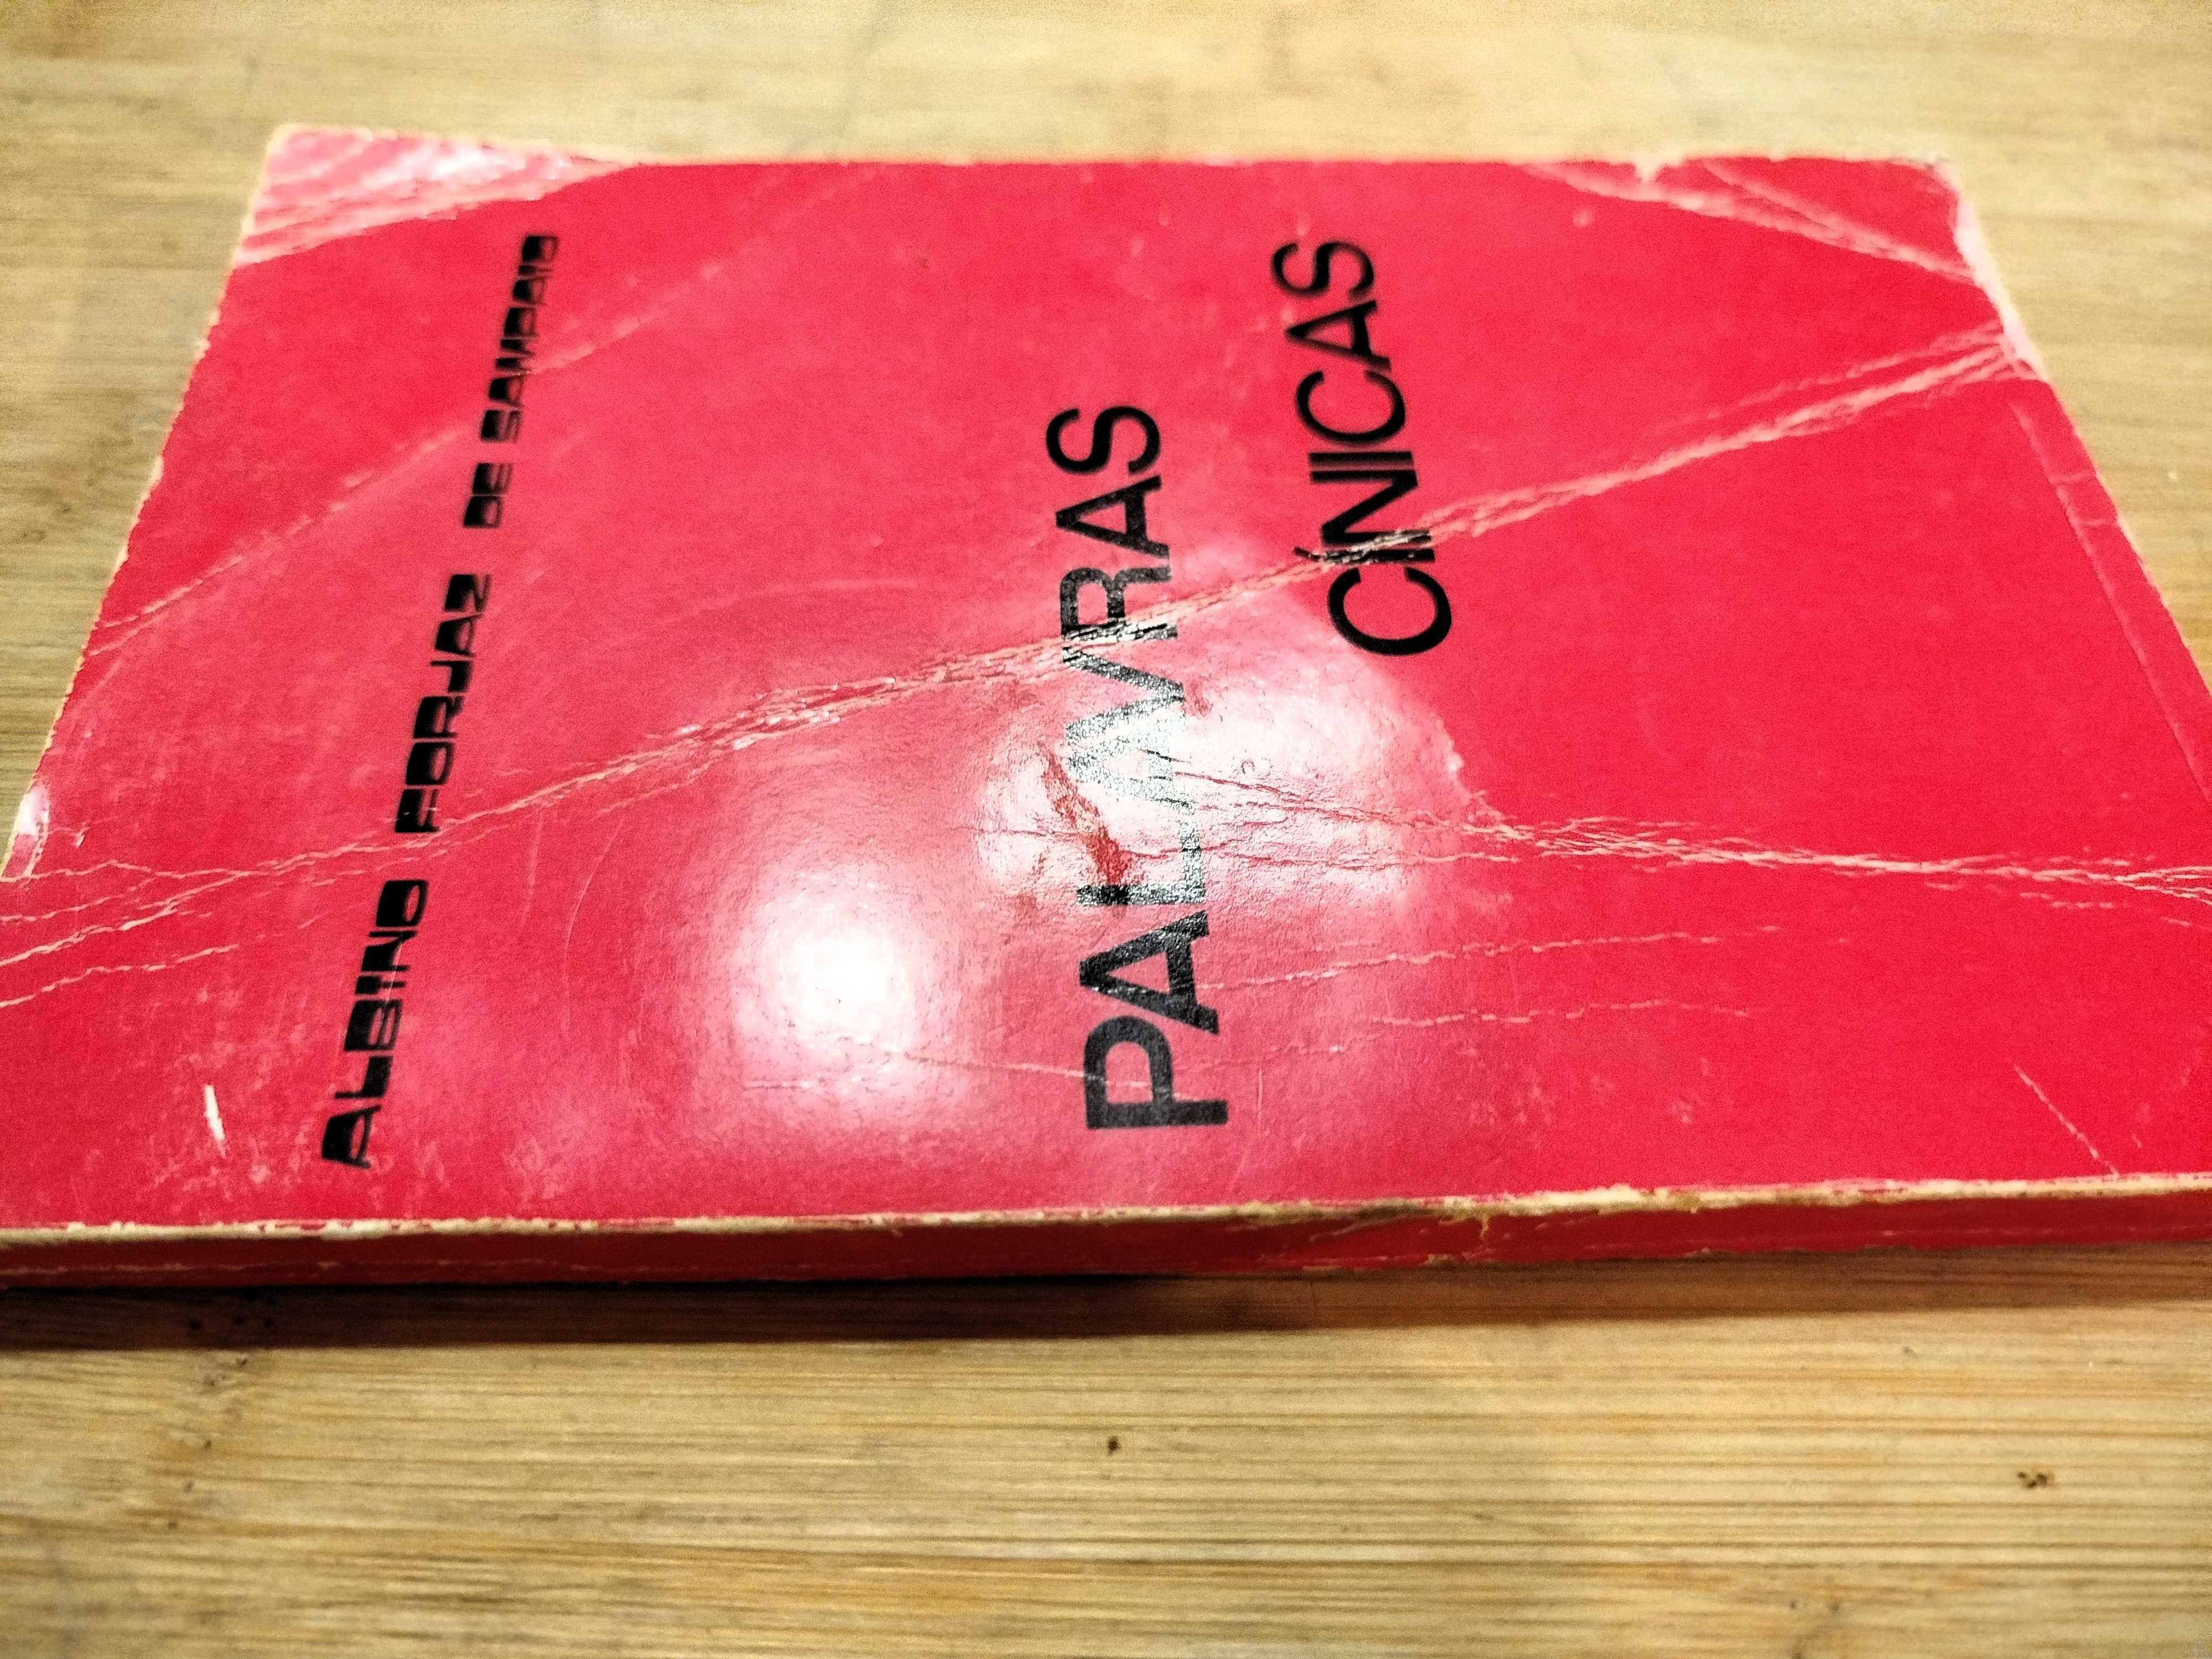 ALBINO FORJAZ DE SAMPAIO
PALAVRAS
CÍNICAS